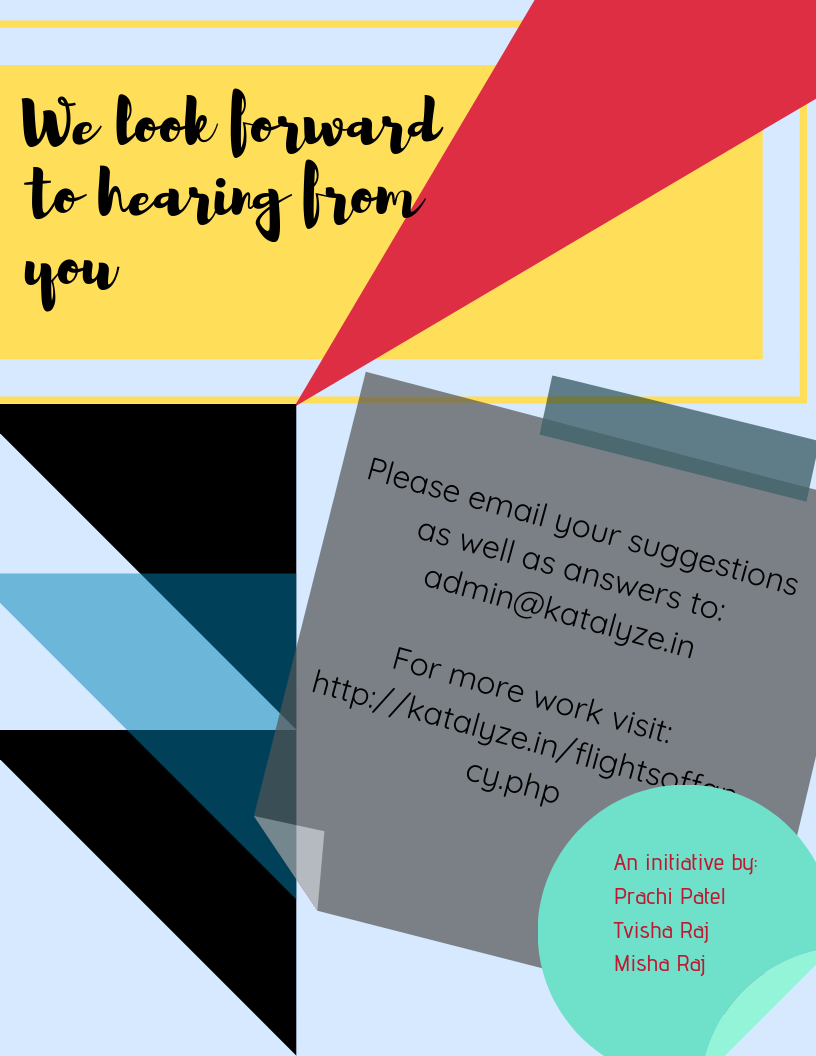 We look forward
to hearing from
you
Please email your suggestions
as well as answers to:
admin@katalyze.in
For more work visit:
http://katalyze.in/flightsoffan
cy.php
An initiative by:
Prachi Patel
Tvisha Raj
Misha Raj